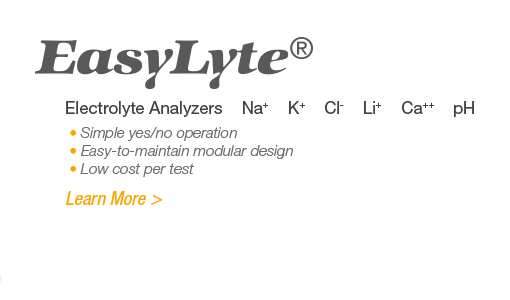 EasyLyte®
Electrolyte Analyzers Na⁺ K⁺ Cl⁻ Li⁺ Ca⁺⁺ pH
• Simple yes/no operation
• Easy-to-maintain modular design
• Low cost per test
Learn More >